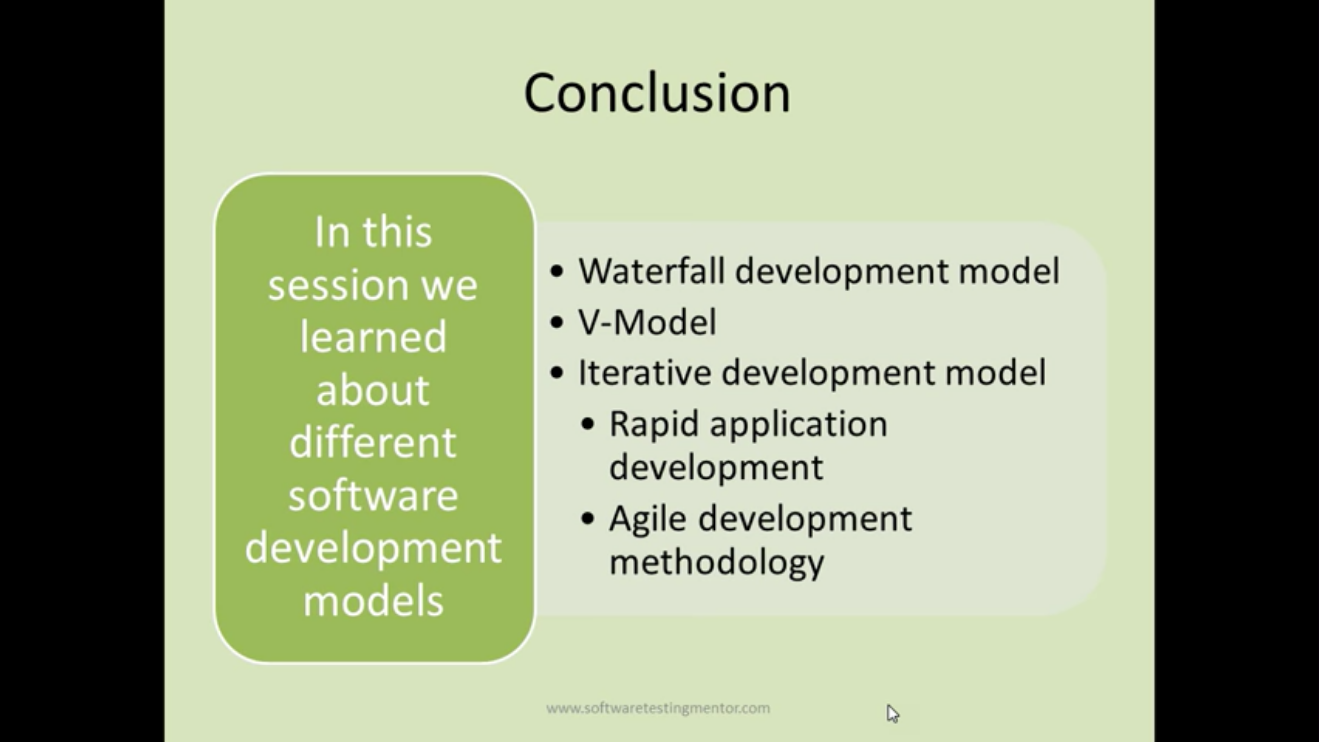 Conclusion
In this
session we
learned
about
different
software
development
models
• Waterfall development model
• V-Model
• Iterative development model
• Rapid application
development
• Agile development
methodology
www.softwaretestingmentor.com